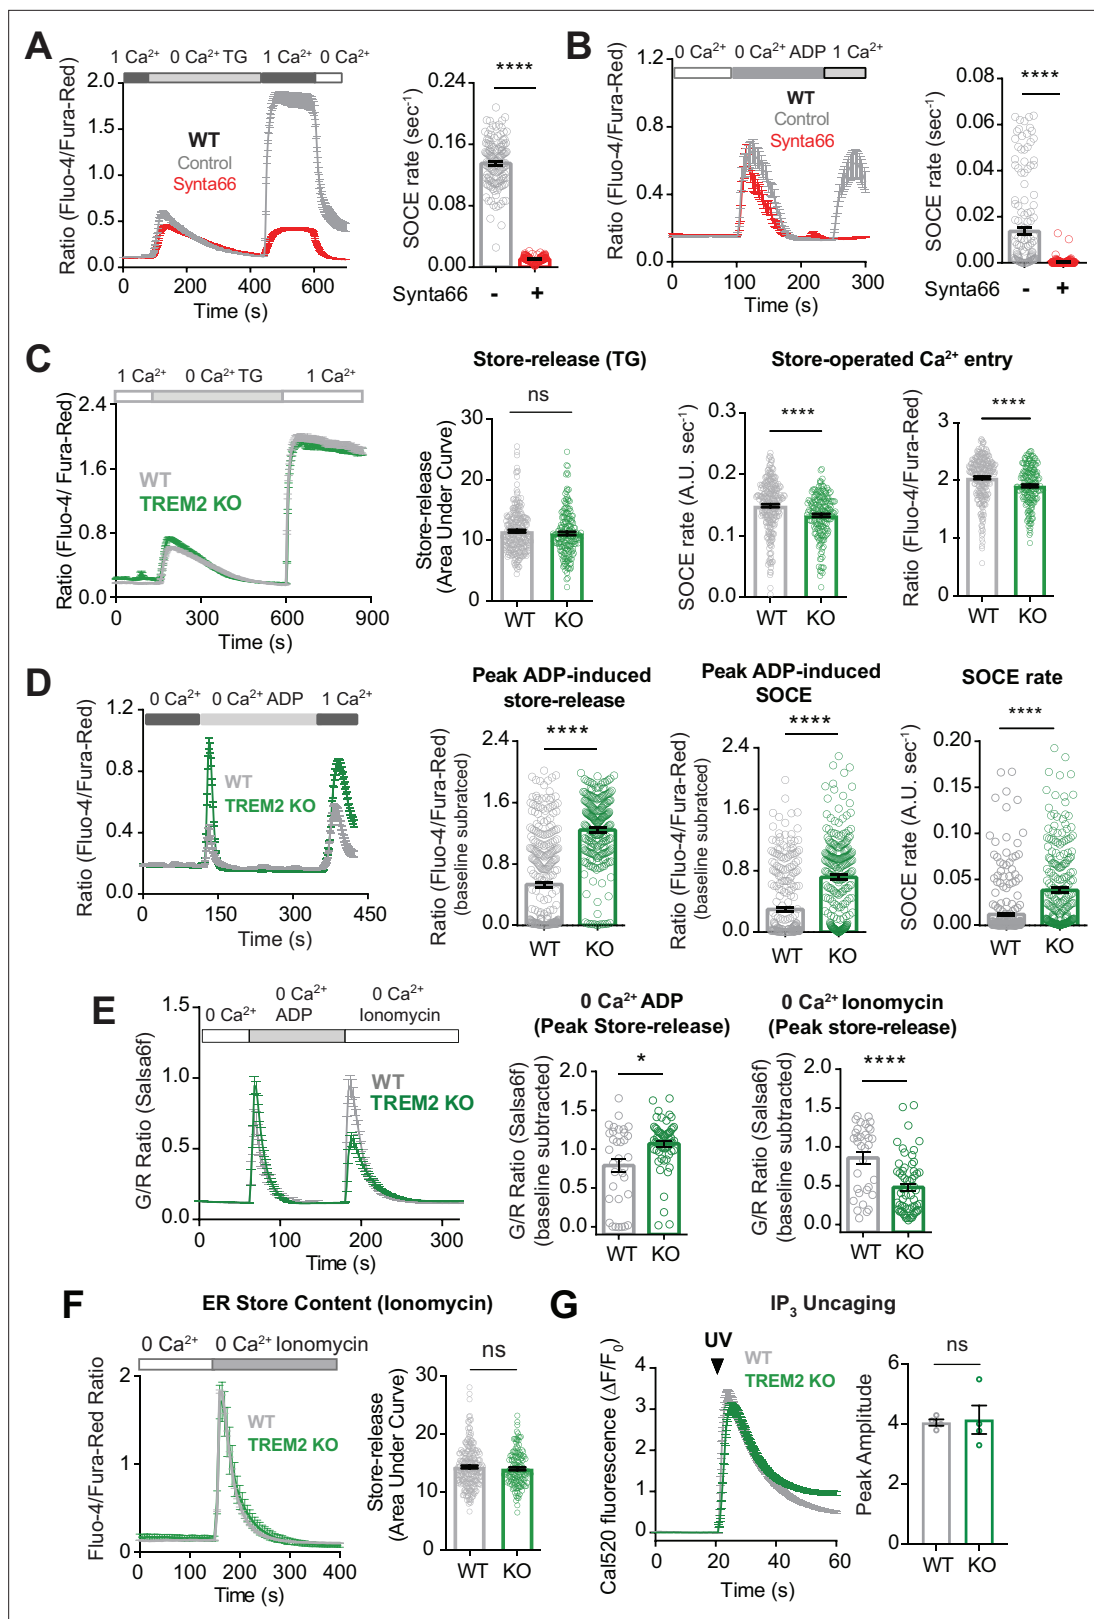 A
1 Ca²⁺ 0 Ca²⁺ TG 1 Ca²⁺ 0 Ca²⁺
Ratio (Fluo-4/Fura-Red)
2.0
1.5
1.0
0.5
0.0
WT
Control
Synta66
0 200 400 600
Time (s)
****
SOCE rate (sec⁻¹)
0.24
0.16
0.08
0.00
Synta66 - +
B
0 Ca²⁺ 0 Ca²⁺ ADP 1 Ca²⁺
Ratio (Fluo-4/Fura-Red)
1.2
0.8
0.4
0.0
WT
Control
Synta66
0 100 200 300
Time (s)
****
SOCE rate (sec⁻¹)
0.08
0.06
0.04
0.02
0.00
Synta66 - +
C
1 Ca²⁺ 0 Ca²⁺ TG 1 Ca²⁺
Ratio (Fluo-4/ Fura-Red)
2.4
1.6
0.8
0.0
WT
TREM2 KO
0 300 600 900
Time (s)
Store-release (TG)
ns
Store-release
(Area Under Curve)
30
20
10
0
WT KO
Store-operated Ca²⁺ entry
****
SOCE rate (A.U. sec⁻¹)
0.3
0.2
0.1
0.0
WT KO
****
Ratio (Fluo-4/Fura-Red)
3
2
1
0
WT KO
D
0 Ca²⁺ 0 Ca²⁺ ADP 1 Ca²⁺
Ratio (Fluo-4/Fura-Red)
1.2
0.8
0.4
0.0
WT
TREM2 KO
0 150 300 450
Time (s)
Peak ADP-induced
store-release
****
Ratio (Fluo-4/Fura-Red)
(baseline subratced)
2.4
1.6
0.8
0.0
WT KO
Peak ADP-induced
SOCE
****
Ratio (Fluo-4/Fura-Red)
(baseline subratced)
2.4
1.8
1.2
0.6
0.0
WT KO
SOCE rate
****
SOCE rate (A.U. sec⁻¹)
0.20
0.15
0.10
0.05
0.00
WT KO
E
0 Ca²⁺ 0 Ca²⁺ ADP 0 Ca²⁺ Ionomycin
G/R Ratio (Salsa6f)
1.5
1.0
0.5
0.0
WT
TREM2 KO
0 100 200 300
Time (s)
0 Ca²⁺ ADP
(Peak Store-release)
*
G/R Ratio (Salsa6f)
(baseline subtracted)
2.0
1.5
1.0
0.5
0.0
WT KO
0 Ca²⁺ Ionomycin
(Peak store-release)
****
G/R Ratio (Salsa6f)
(baseline subtracted)
2.0
1.5
1.0
0.5
0.0
WT KO
F
ER Store Content (Ionomycin)
0 Ca²⁺ 0 Ca²⁺ Ionomycin
Fluo-4/Fura-Red Ratio
2
1
0
WT
TREM2 KO
0 100 200 300 400
Time (s)
ns
Store-release
(Area Under Curve)
30
20
10
0
WT KO
G
IP₃ Uncaging
UV
WT
TREM2 KO
Cal520 fluorescence (ΔF/F₀)
4
3
2
1
0
0 20 40 60
Time (s)
ns
Peak Amplitude
6
4
2
0
WT KO